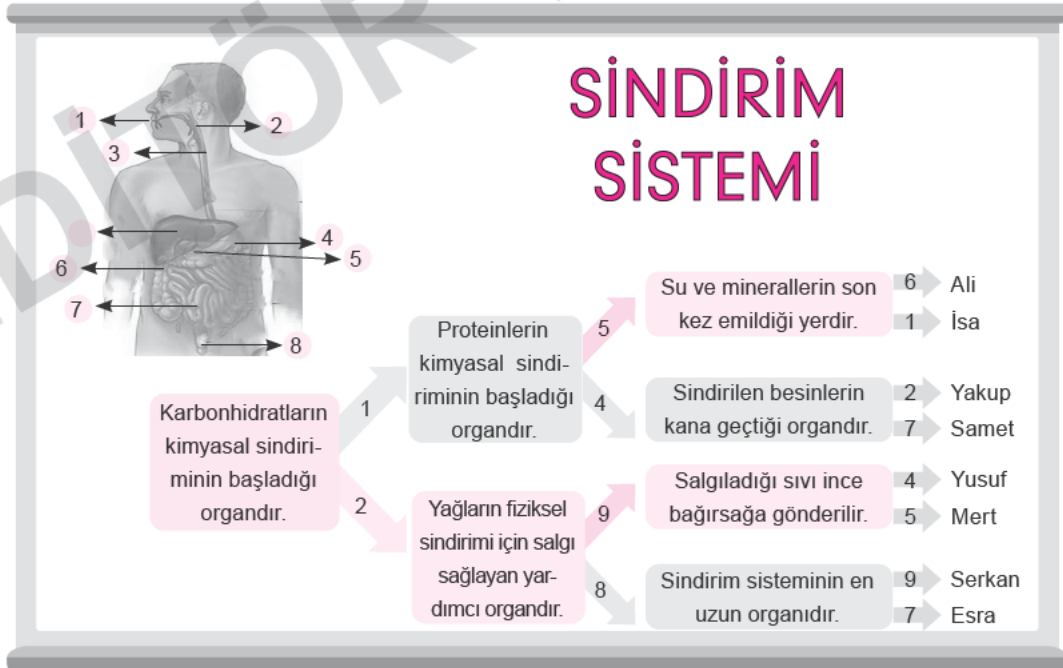 DİTÖR
SİNDİRİM
SİSTEMİ
1
2
3
4
5
6
7
8
Karbonhidratların
kimyasal sindiri-
minin başladığı
organdır.
1
2
Proteinlerin
kimyasal sindi-
riminin başladığı
organdır.
5
4
Yağların fiziksel
sindirimi için salgı
sağlayan yar-
dımcı organdır.
9
8
Su ve minerallerin son
kez emildiği yerdir.
6 Ali
1 İsa
Sindirilen besinlerin
kana geçtiği organdır.
2 Yakup
7 Samet
Salgıladığı sıvı ince
bağırsağa gönderilir.
4 Yusuf
5 Mert
Sindirim sisteminin en
uzun organıdır.
9 Serkan
7 Esra